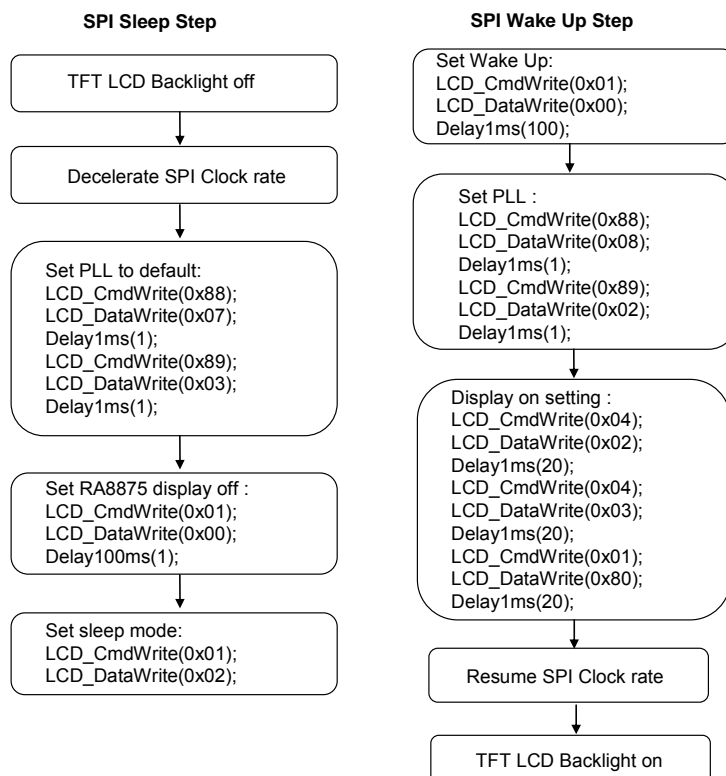 SPI Sleep Step
TFT LCD Backlight off
Decelerate SPI Clock rate
Set PLL to default:
LCD_CmdWrite(0x88);
LCD_DataWrite(0x07);
Delay1ms(1);
LCD_CmdWrite(0x89);
LCD_DataWrite(0x03);
Delay1ms(1);
Set RA8875 display off :
LCD_CmdWrite(0x01);
LCD_DataWrite(0x00);
Delay100ms(1);
Set sleep mode:
LCD_CmdWrite(0x01);
LCD_DataWrite(0x02);
SPI Wake Up Step
Set Wake Up:
LCD_CmdWrite(0x01);
LCD_DataWrite(0x00);
Delay1ms(100);
Set PLL :
LCD_CmdWrite(0x88);
LCD_DataWrite(0x08);
Delay1ms(1);
LCD_CmdWrite(0x89);
LCD_DataWrite(0x02);
Delay1ms(1);
Display on setting :
LCD_CmdWrite(0x04);
LCD_DataWrite(0x02);
Delay1ms(20);
LCD_CmdWrite(0x04);
LCD_DataWrite(0x03);
Delay1ms(20);
LCD_CmdWrite(0x01);
LCD_DataWrite(0x80);
Delay1ms(20);
Resume SPI Clock rate
TFT LCD Backlight on